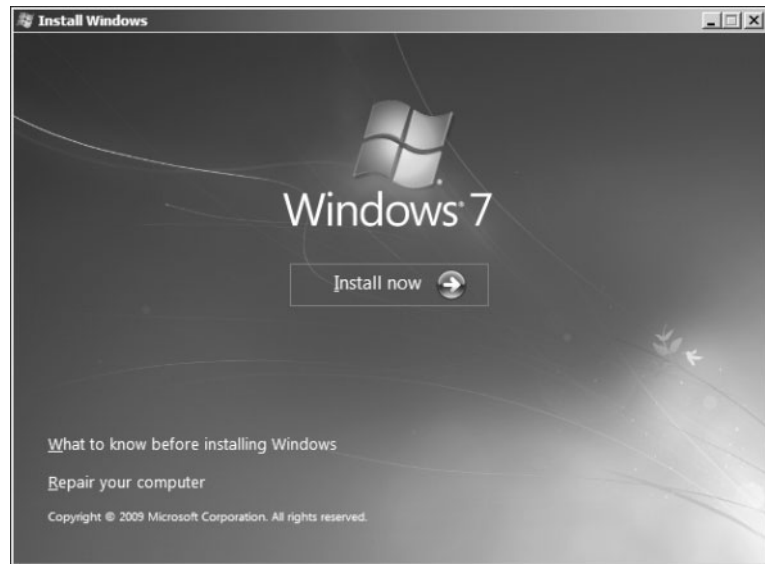 Install Windows
Windows® 7
Install now
What to know before installing Windows
Repair your computer
Copyright © 2009 Microsoft Corporation. All rights reserved.